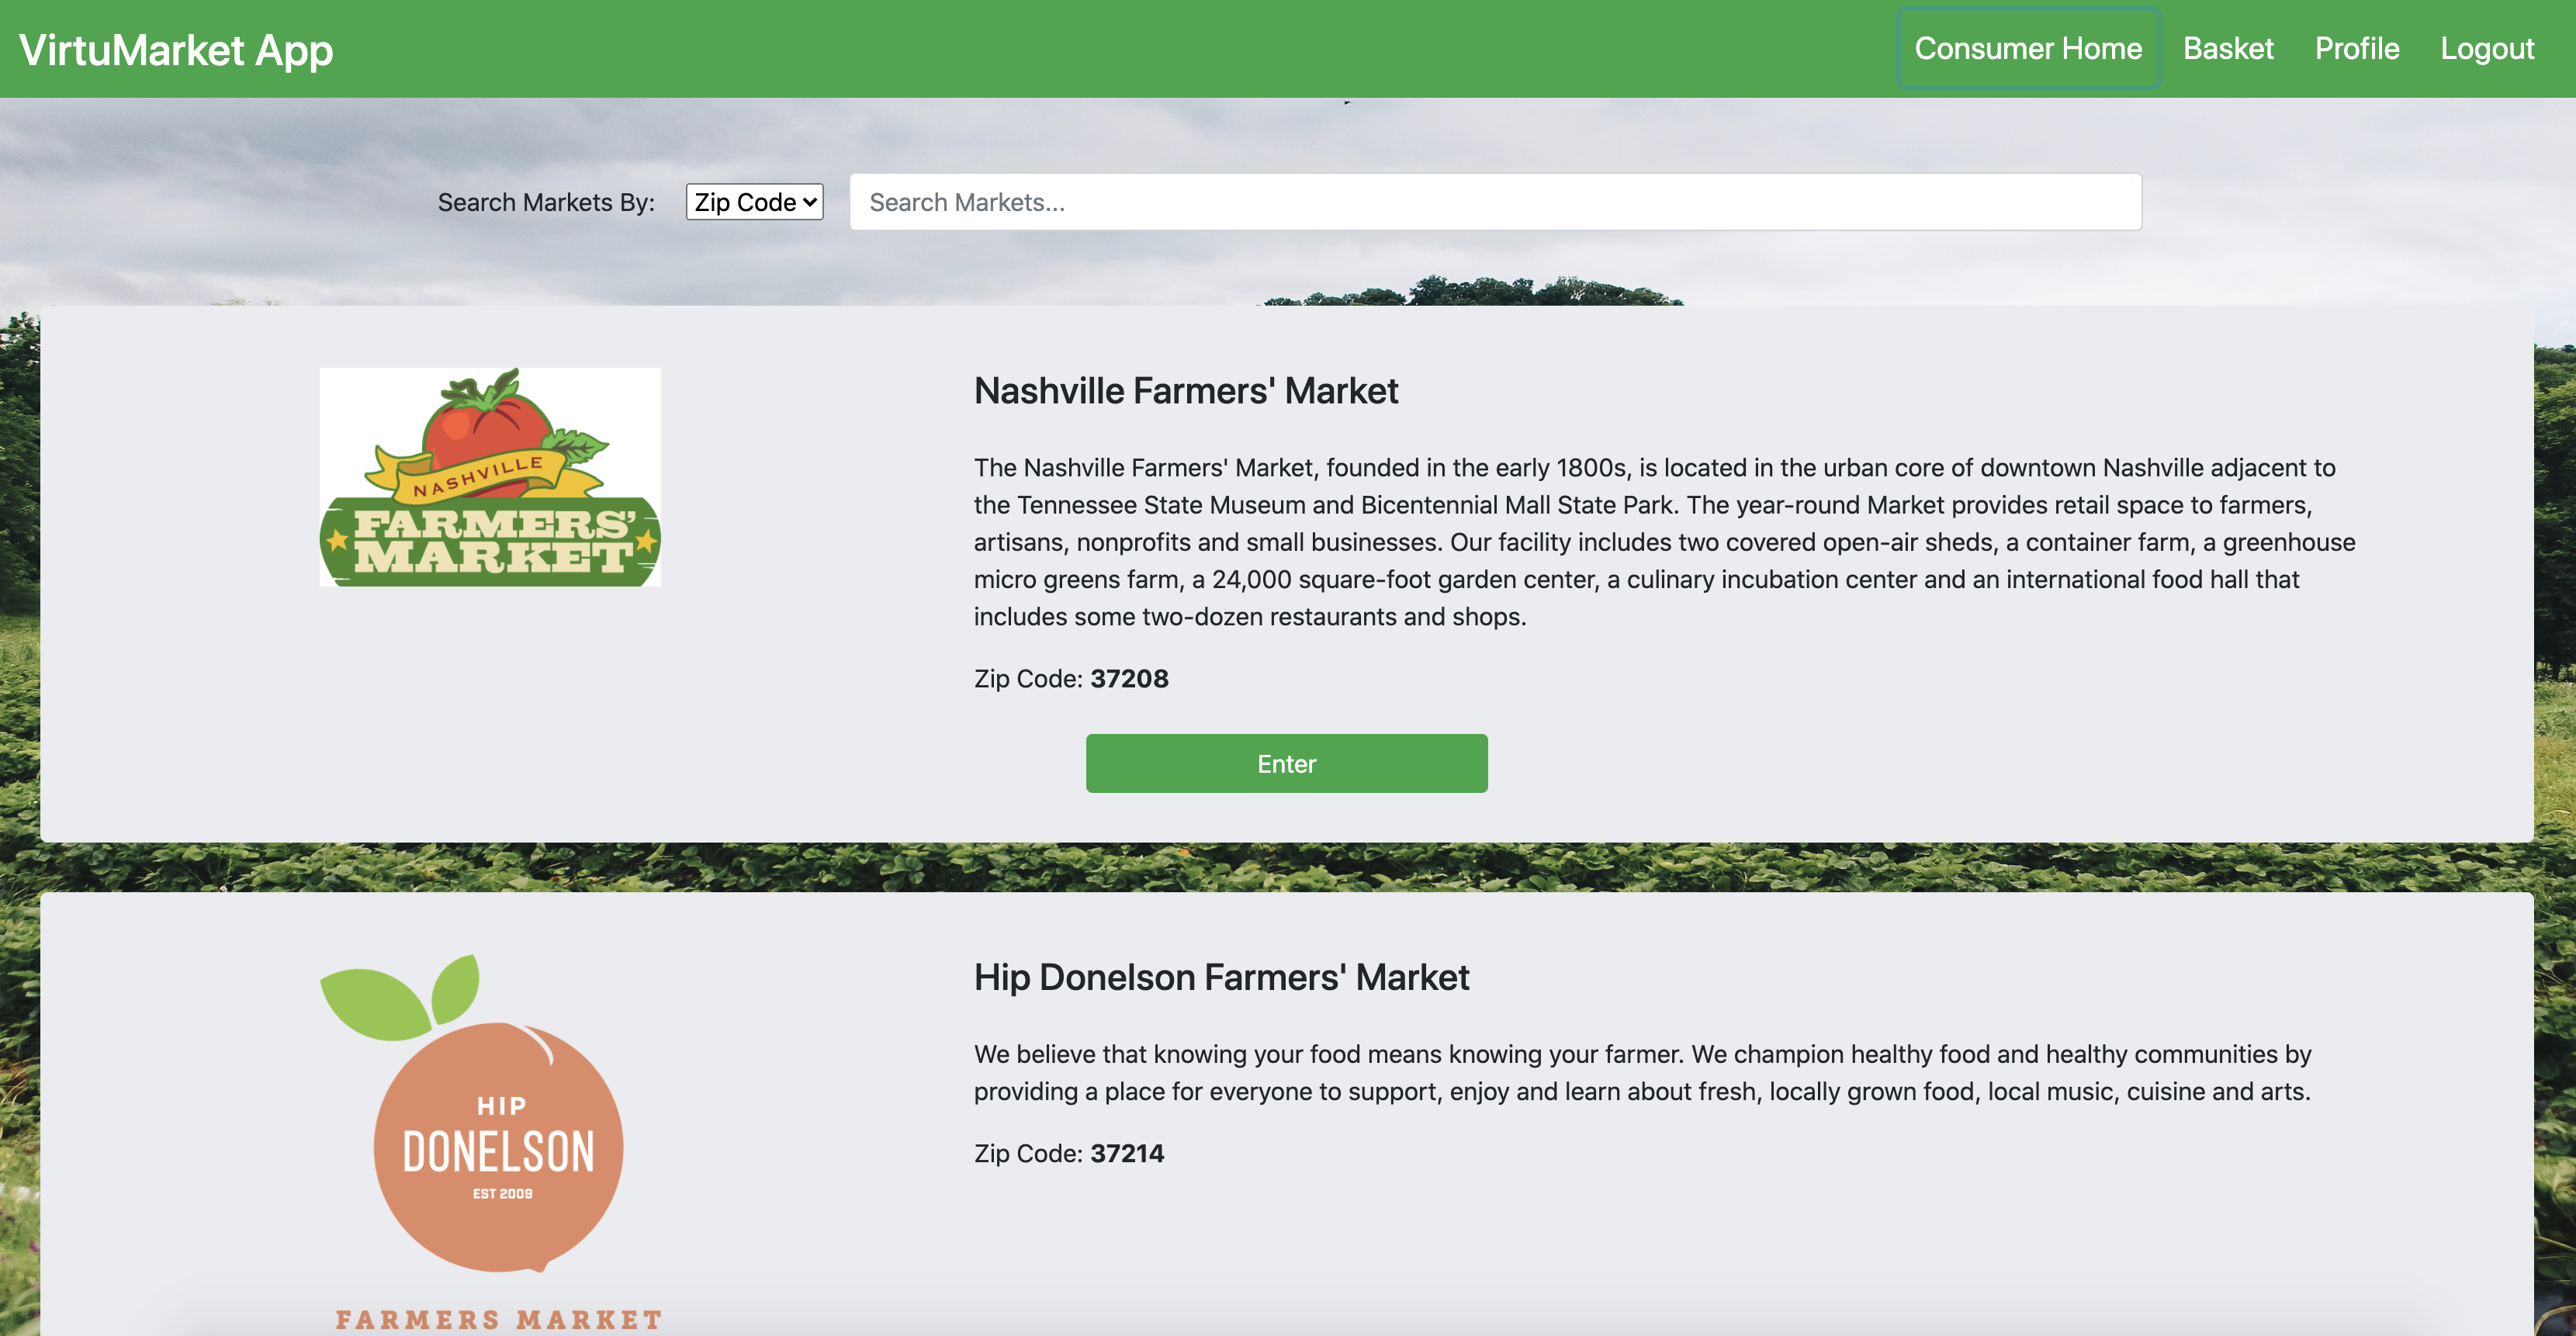 VirtuMarket App
Consumer Home
Basket
Profile
Logout
Search Markets By:
Zip Code
Search Markets...
NASHVILLE
FARMERS'
MARKET
Nashville Farmers' Market
The Nashville Farmers' Market, founded in the early 1800s, is located in the urban core of downtown Nashville adjacent to
the Tennessee State Museum and Bicentennial Mall State Park. The year-round Market provides retail space to farmers,
artisans, nonprofits and small businesses. Our facility includes two covered open-air sheds, a container farm, a greenhouse
micro greens farm, a 24,000 square-foot garden center, a culinary incubation center and an international food hall that
includes some two-dozen restaurants and shops.
Zip Code: 37208
Enter
HIP
DONELSON
EST 2009
FARMERS MARKET
Hip Donelson Farmers' Market
We believe that knowing your food means knowing your farmer. We champion healthy food and healthy communities by
providing a place for everyone to support, enjoy and learn about fresh, locally grown food, local music, cuisine and arts.
Zip Code: 37214